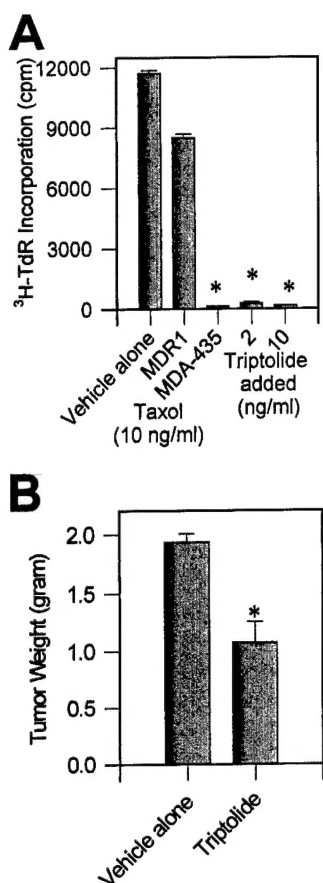 A
³H-TdR Incorporation (cpm)
12000
9000
6000
3000
0
* * *
Vehicle alone
MDR1
MDA-435
2
10
Taxol
(10 ng/ml)
Triptolide
added
(ng/ml)
B
Tumor Weight (gram)
2.0
1.5
1.0
0.5
0.0
*
Vehicle alone
Triptolide